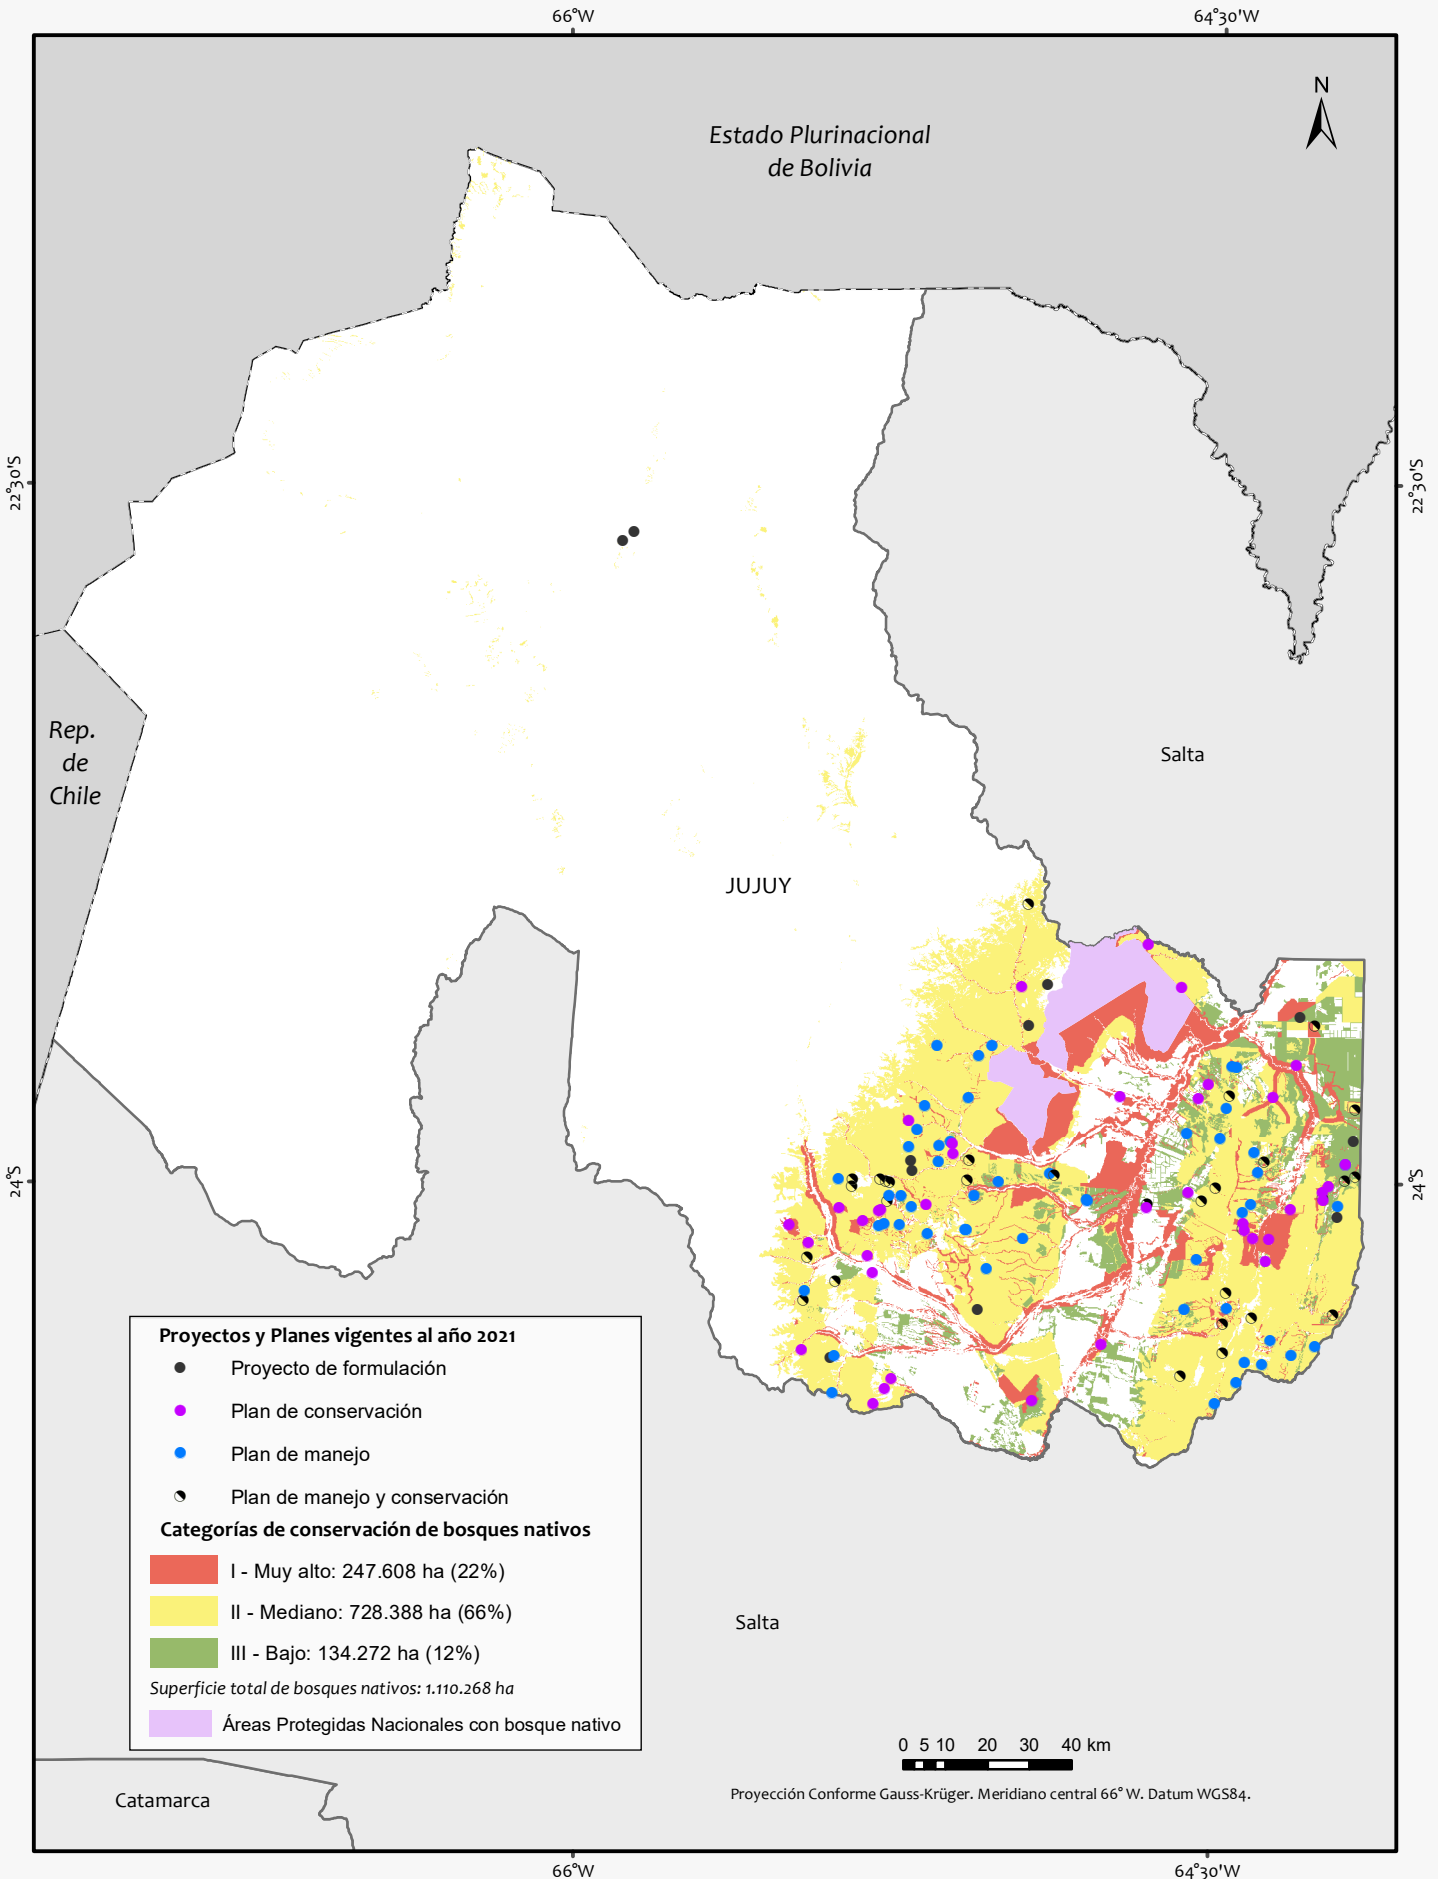 66°W
64°30'W
N
Estado Plurinacional
de Bolivia
22°30'S
22°30'S
Rep.
de
Chile
Salta
JUJUY
24°S
24°S
Proyectos y Planes vigentes al año 2021
Proyecto de formulación
Plan de conservación
Plan de manejo
Plan de manejo y conservación
Categorías de conservación de bosques nativos
I - Muy alto: 247.608 ha (22%)
II - Mediano: 728.388 ha (66%)
III - Bajo: 134.272 ha (12%)
Superficie total de bosques nativos: 1.110.268 ha
Áreas Protegidas Nacionales con bosque nativo
Salta
0 5 10 20 30 40 km
Proyección Conforme Gauss-Krüger. Meridiano central 66° W. Datum WGS84.
Catamarca
66°W
64°30'W